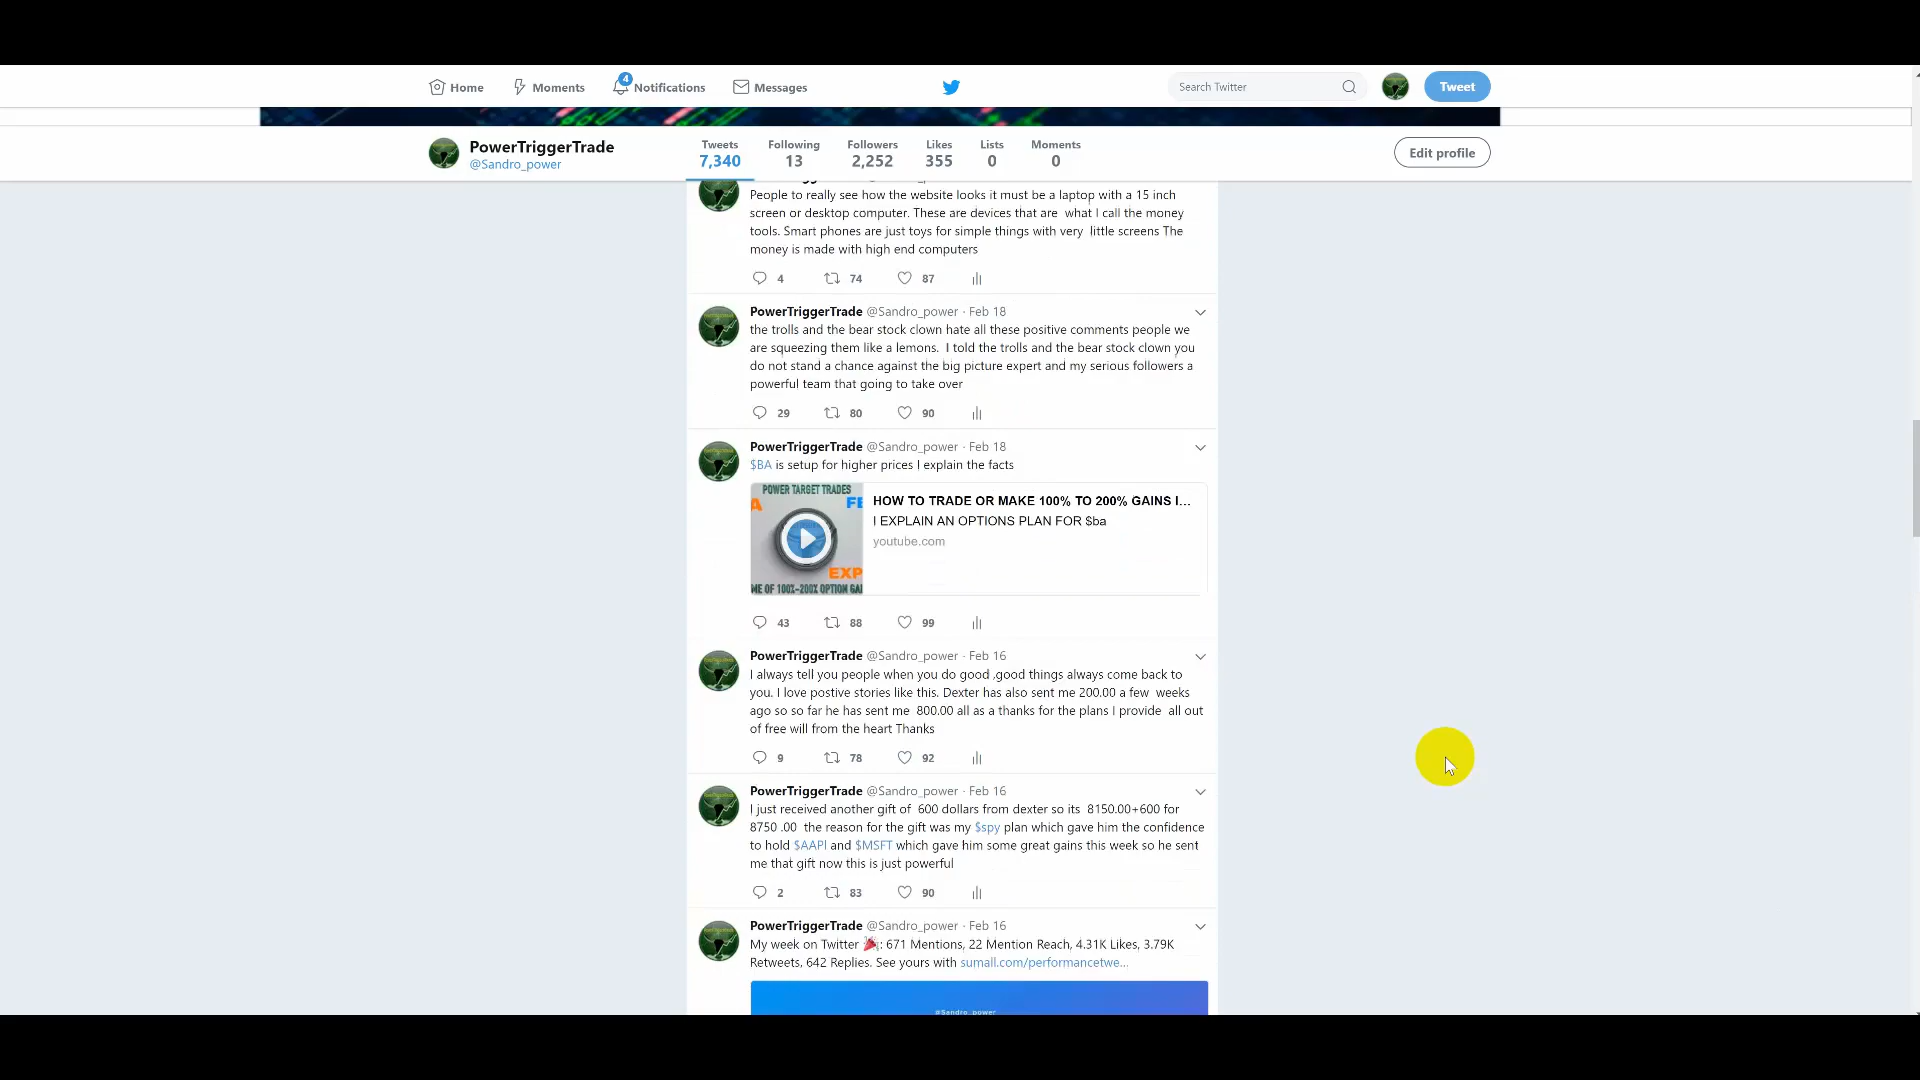 Home
Moments
4
Notifications
Messages
Search Twitter
Tweet
PowerTriggerTrade
@Sandro_power
Tweets
7,340
Following
13
Followers
2,252
Likes
355
Lists
0
Moments
0
Edit profile
People to really see how the website looks it must be a laptop with a 15 inch
screen or desktop computer. These are devices that are what I call the money
tools. Smart phones are just toys for simple things with very little screens The
money is made with high end computers
4 74 87
PowerTriggerTrade @Sandro_power · Feb 18
the trolls and the bear stock clown hate all these positive comments people we
are squeezing them like a lemons. I told the trolls and the bear stock clown you
do not stand a chance against the big picture expert and my serious followers a
powerful team that going to take over
29 80 90
PowerTriggerTrade @Sandro_power · Feb 18
$BA is setup for higher prices I explain the facts
POWER TARGET TRADES
A FE
EXP
ME OF 100%-200% OPTION GAI
HOW TO TRADE OR MAKE 100% TO 200% GAINS I...
I EXPLAIN AN OPTIONS PLAN FOR $ba
youtube.com
43 88 99
PowerTriggerTrade @Sandro_power · Feb 16
I always tell you people when you do good ,good things always come back to
you. I love postive stories like this. Dexter has also sent me 200.00 a few weeks
ago so so far he has sent me 800.00 all as a thanks for the plans I provide all out
of free will from the heart Thanks
9 78 92
PowerTriggerTrade @Sandro_power · Feb 16
I just received another gift of 600 dollars from dexter so its 8150.00+600 for
8750 .00 the reason for the gift was my $spy plan which gave him the confidence
to hold $AAPl and $MSFT which gave him some great gains this week so he sent
me that gift now this is just powerful
2 83 90
PowerTriggerTrade @Sandro_power · Feb 16
My week on Twitter 🎉: 671 Mentions, 22 Mention Reach, 4.31K Likes, 3.79K
Retweets, 642 Replies. See yours with sumall.com/performancetwe...
@Sandro_power